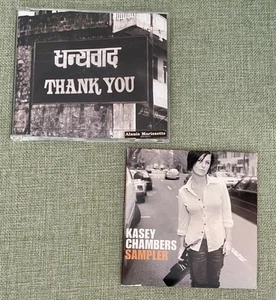 धन्यवाद
THANK YOU
Alanis Morissette
KASEY
CHAMBERS
SAMPLER